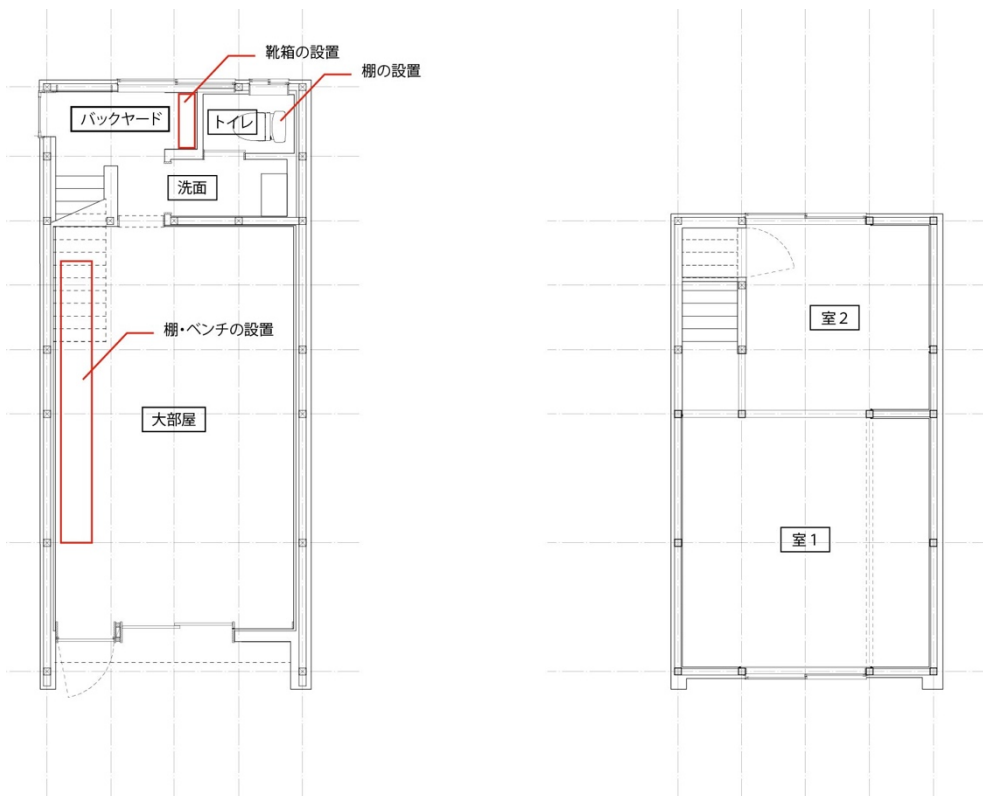 靴箱の設置
棚の設置
バックヤード
トイレ
洗面
棚・ベンチの設置
大部屋
室2
室1